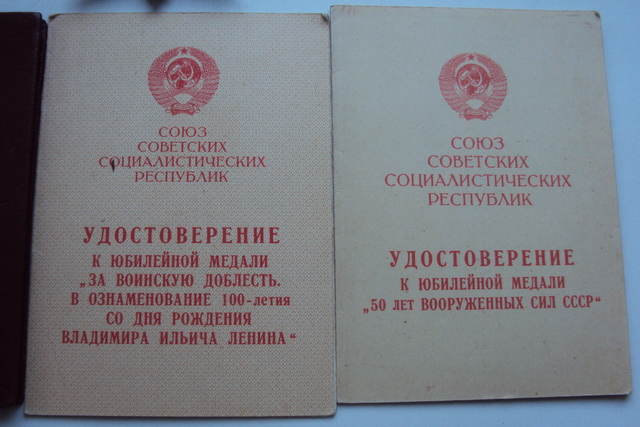 СОЮЗ
СОВЕТСКИХ
СОЦИАЛИСТИЧЕСКИХ
РЕСПУБЛИК
УДОСТОВЕРЕНИЕ
К ЮБИЛЕЙНОЙ МЕДАЛИ
„ЗА ВОИНСКУЮ ДОБЛЕСТЬ.
В ОЗНАМЕНОВАНИЕ 100-летия
СО ДНЯ РОЖДЕНИЯ
ВЛАДИМИРА ИЛЬИЧА ЛЕНИНА“
СОЮЗ
СОВЕТСКИХ
СОЦИАЛИСТИЧЕСКИХ
РЕСПУБЛИК
УДОСТОВЕРЕНИЕ
К ЮБИЛЕЙНОЙ МЕДАЛИ
„50 ЛЕТ ВООРУЖЕННЫХ СИЛ СССР“